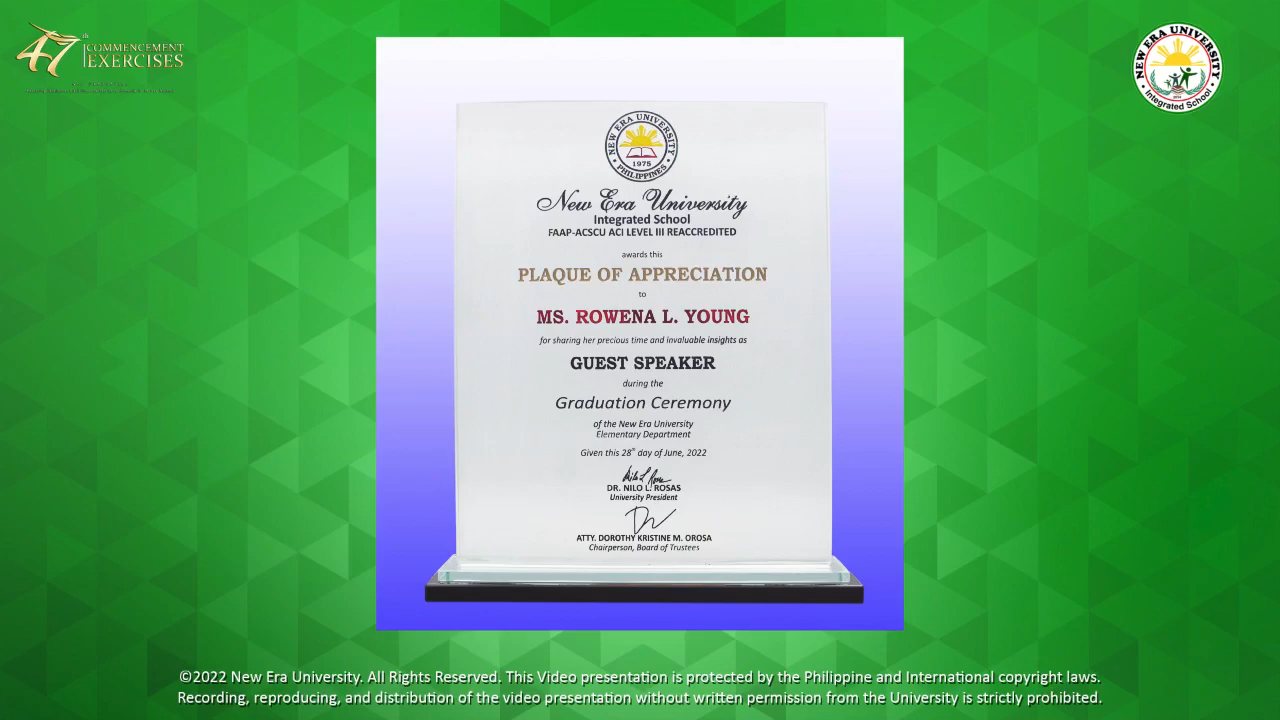 47th COMMENCEMENT
EXERCISES
NEW ERA UNIVERSITY
Integrated School
NEW ERA UNIVERSITY
1975
PHILIPPINES
New Era University
Integrated School
FAAP-ACSCU ACI LEVEL III REACCREDITED
awards this
PLAQUE OF APPRECIATION
to
MS. ROWENA L. YOUNG
for sharing her precious time and invaluable insights as
GUEST SPEAKER
during the
Graduation Ceremony
of the New Era University
Elementary Department
Given this 28th day of June, 2022
DR. NILO L. ROSAS
University President
ATTY. DOROTHY KRISTINE M. OROSA
Chairperson, Board of Trustees
©2022 New Era University. All Rights Reserved. This Video presentation is protected by the Philippine and International copyright laws.
Recording, reproducing, and distribution of the video presentation without written permission from the University is strictly prohibited.